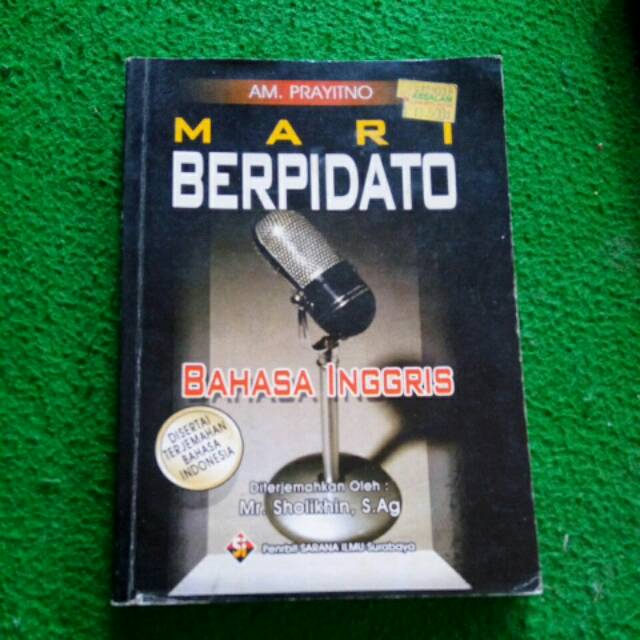 AM. PRAYITNO
MARI
BERPIDATO
BAHASA INGGRIS
DISERTAI
TERJEMAHAN
BAHASA
INDONESIA
Diterjemahkan Oleh :
Mr. Sholikhin, S.Ag
Penerbit SARANA ILMU Surabaya